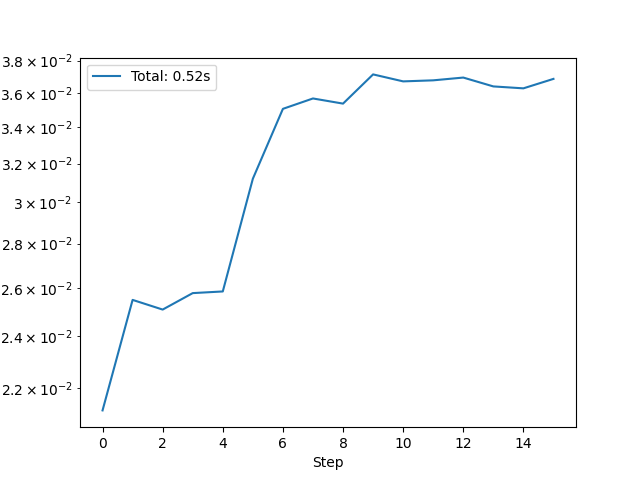 3.8 × 10⁻²
3.6 × 10⁻²
3.4 × 10⁻²
3.2 × 10⁻²
3 × 10⁻²
2.8 × 10⁻²
2.6 × 10⁻²
2.4 × 10⁻²
2.2 × 10⁻²
Total: 0.52s
0 2 4 6 8 10 12 14
Step